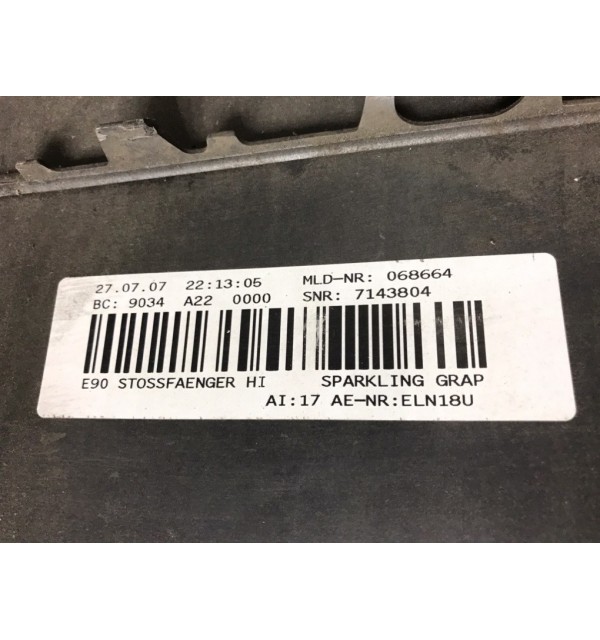 27.07.07 22:13:05 MLD-NR: 068664
BC: 9034 A22 0000 SNR: 7143804
E90 STOSSFAENGER HI SPARKLING GRAP
AI:17 AE-NR:ELN18U